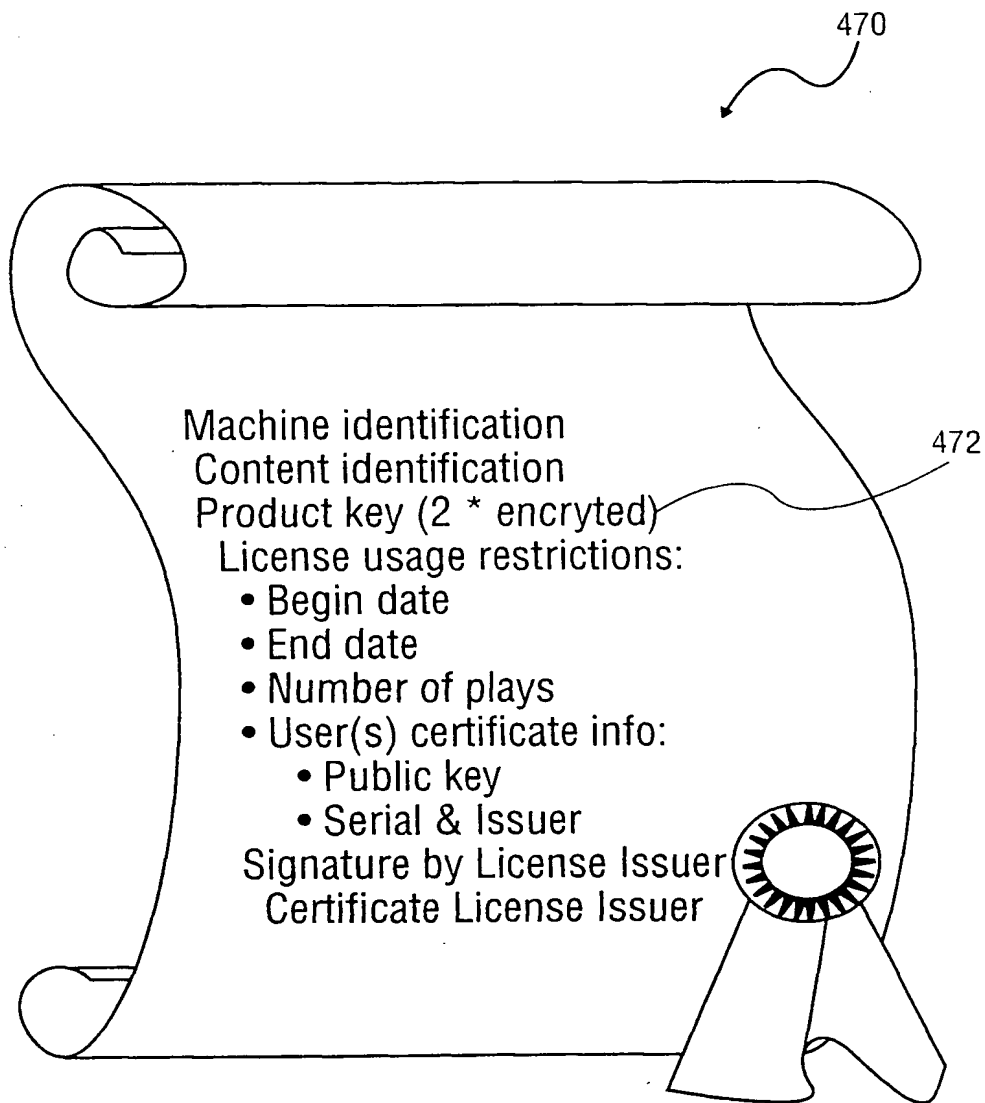 470
Machine identification
Content identification
472
Product key (2 * encryted)
License usage restrictions:
• Begin date
• End date
• Number of plays
• User(s) certificate info:
• Public key
• Serial & Issuer
Signature by License Issuer
Certificate License Issuer